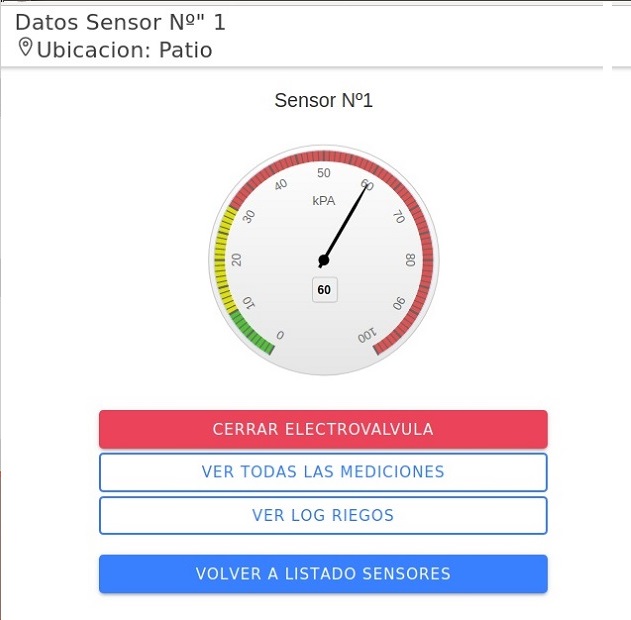 Datos Sensor Nº" 1
Ubicacion: Patio
Sensor Nº1
50
40
60
kPA
30
70
20
80
60
10
90
0
100
CERRAR ELECTROVALVULA
VER TODAS LAS MEDICIONES
VER LOG RIEGOS
VOLVER A LISTADO SENSORES